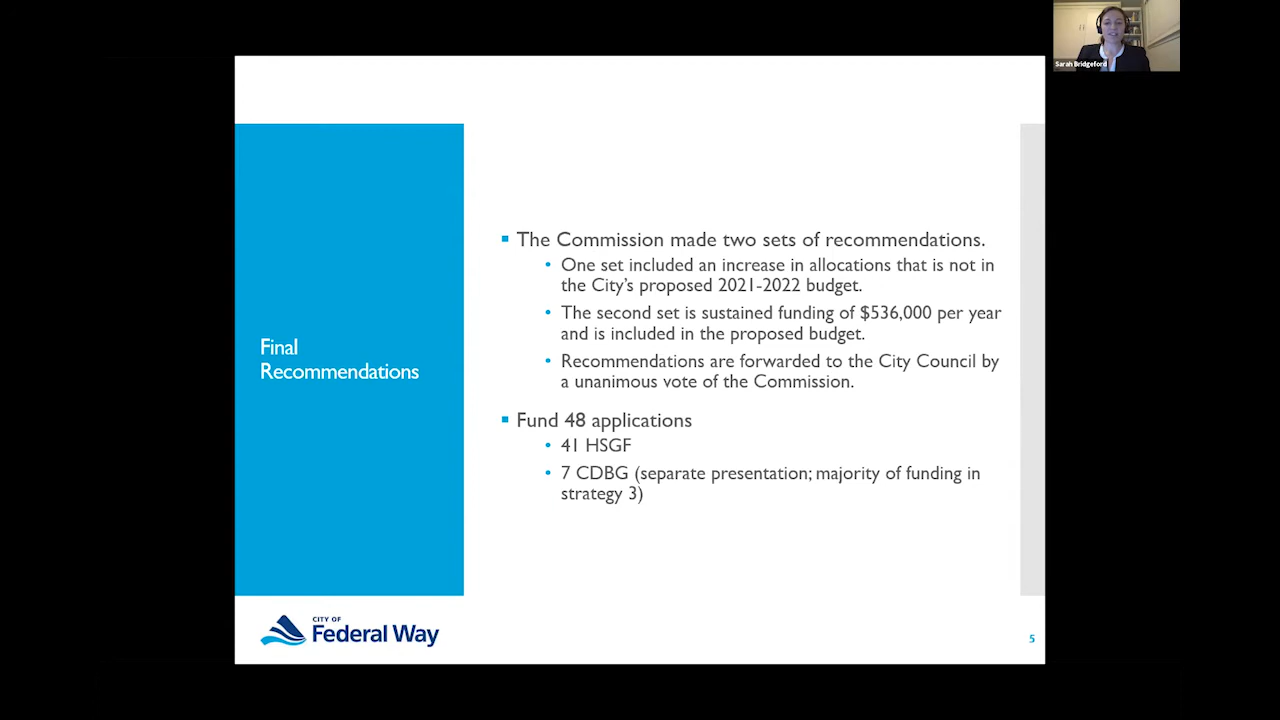 Sarah Bridgeford
Final
Recommendations
▪ The Commission made two sets of recommendations.
• One set included an increase in allocations that is not in
the City's proposed 2021-2022 budget.
• The second set is sustained funding of $536,000 per year
and is included in the proposed budget.
• Recommendations are forwarded to the City Council by
a unanimous vote of the Commission.
▪ Fund 48 applications
• 41 HSGF
• 7 CDBG (separate presentation; majority of funding in
strategy 3)
CITY OF
Federal Way
5